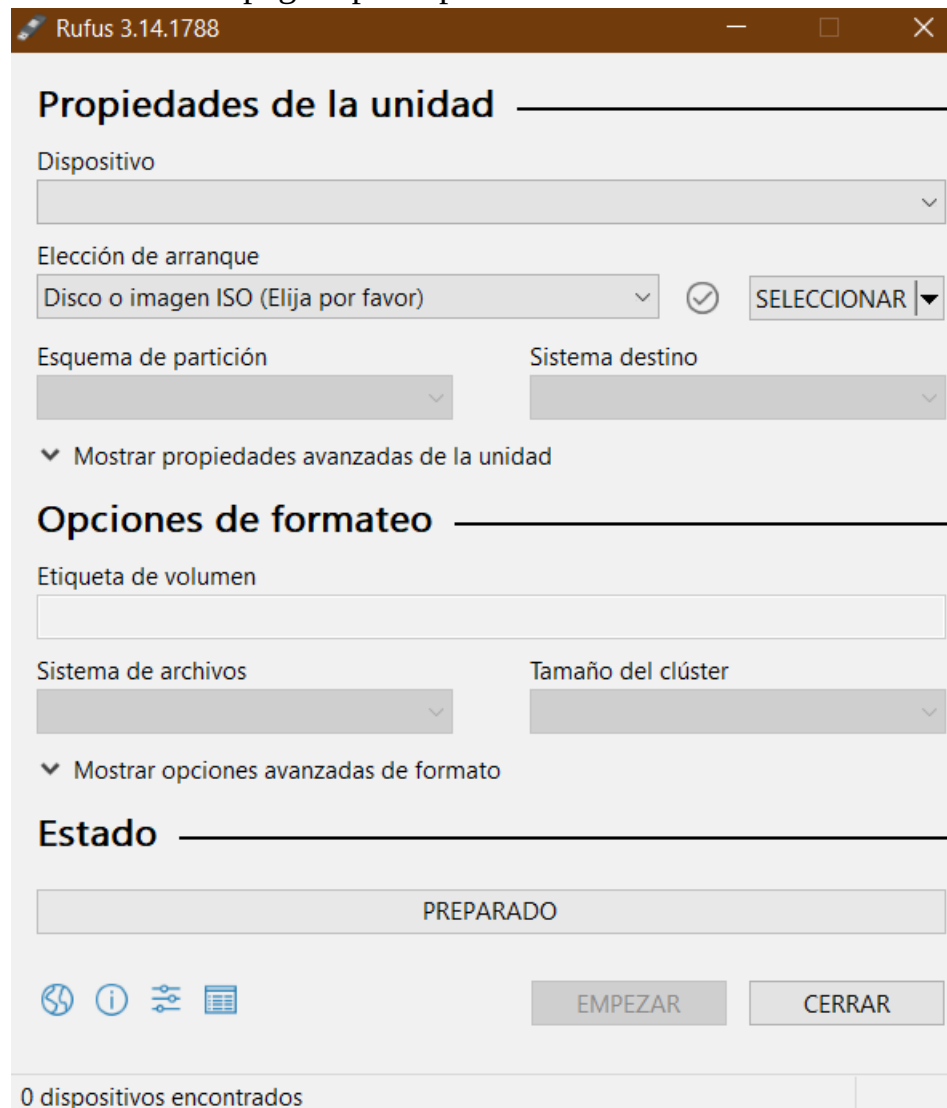 Rufus 3.14.1788
Propiedades de la unidad
Dispositivo
Elección de arranque
Disco o imagen ISO (Elija por favor)
SELECCIONAR
Esquema de partición
Sistema destino
Mostrar propiedades avanzadas de la unidad
Opciones de formateo
Etiqueta de volumen
Sistema de archivos
Tamaño del clúster
Mostrar opciones avanzadas de formato
Estado
PREPARADO
EMPEZAR
CERRAR
0 dispositivos encontrados